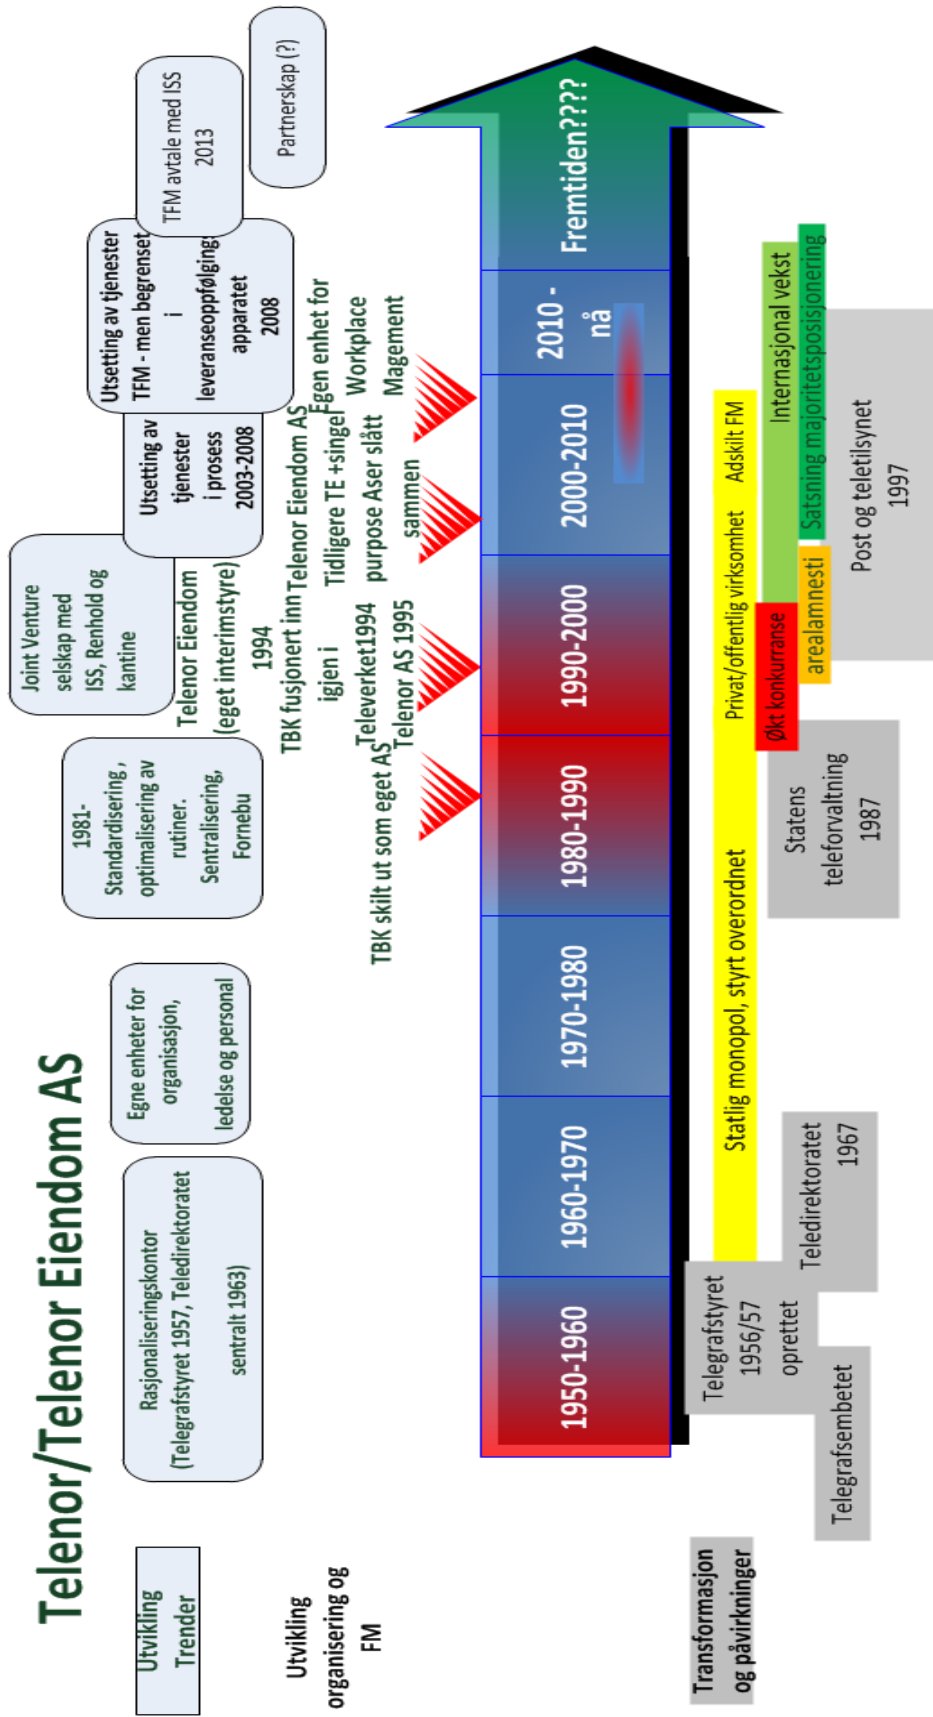 Telenor/Telenor Eiendom AS
Utvikling
Trender
Rasjonaliseringskontor
(Telegrafstyret 1957, Teledirektoratet
sentralt 1963)
Egne enheter for
organisasjon,
ledelse og personal
1981-
Standardisering ,
optimalisering av
rutiner.
Sentralisering,
Fornebu
Joint Venture
selskap med
ISS, Renhold og
kantine
Utsetting av
tjenester
i prosess
2003-2008
Utsetting av tjenester
TFM - men begrenset
i
leveranseoppfølging
apparatet
2008
TFM avtale med ISS
2013
Partnerskap (?)
Utvikling
organisering og
FM
TBK skilt ut som eget AS
Telenor Eiendom
(eget interimstyre)
1994
TBK fusjonert inn
igjen i
Televerket1994
Telenor AS 1995
Telenor Eiendom AS
Tidligere TE +singel
purpose Aser slått
sammen
Egen enhet for
Workplace
Magement
1950-1960
1960-1970
1970-1980
1980-1990
1990-2000
2000-2010
2010 -
nå
Fremtiden????
Transformasjon
og påvirkninger
Statlig monopol, styrt overordnet
Privat/offentlig virksomhet
Adskilt FM
Telegrafstyret
1956/57
oprettet
Telegrafsembetet
Teledirektoratet
1967
Statens
teleforvaltning
1987
Økt konkurranse
Internasjonal vekst
arealamnesti
Satsning majoritetsposisjonering
Post og teletilsynet
1997